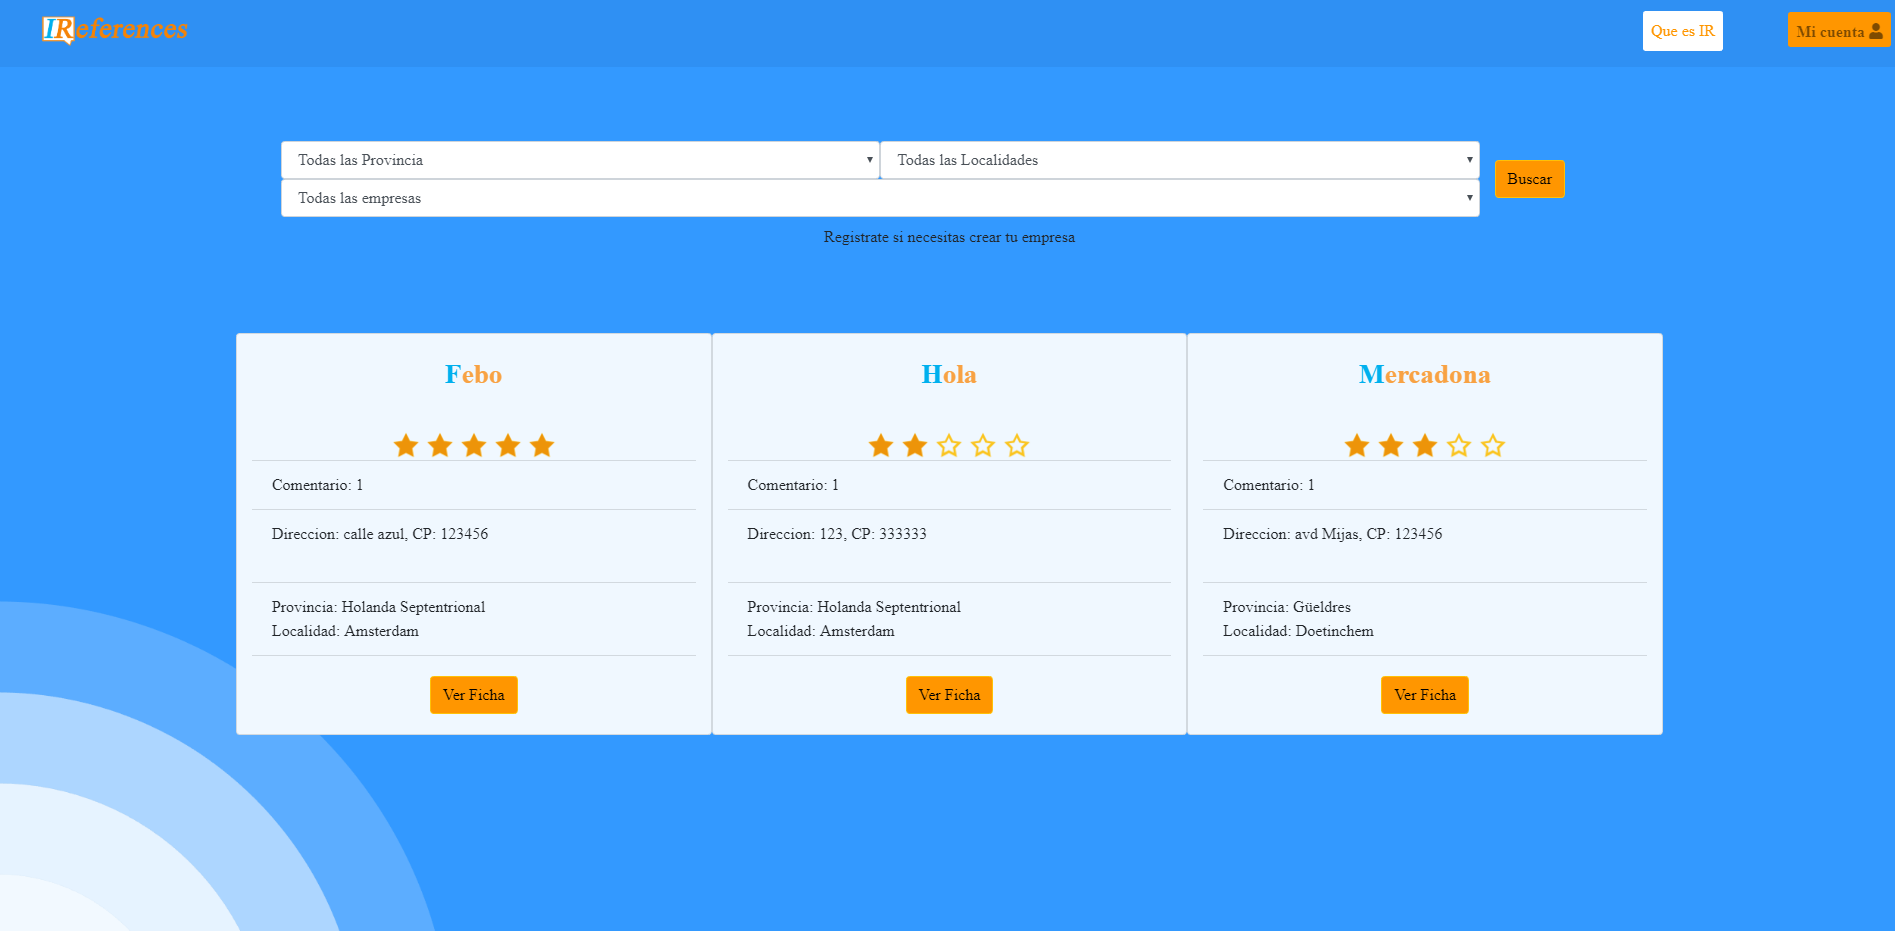 IReferences
Que es IR
Mi cuenta
Todas las Provincia
Todas las Localidades
Todas las empresas
Buscar
Registrate si necesitas crear tu empresa
Febo
Comentario: 1
Direccion: calle azul, CP: 123456
Provincia: Holanda Septentrional
Localidad: Amsterdam
Ver Ficha
Hola
Comentario: 1
Direccion: 123, CP: 333333
Provincia: Holanda Septentrional
Localidad: Amsterdam
Ver Ficha
Mercadona
Comentario: 1
Direccion: avd Mijas, CP: 123456
Provincia: Güeldres
Localidad: Doetinchem
Ver Ficha